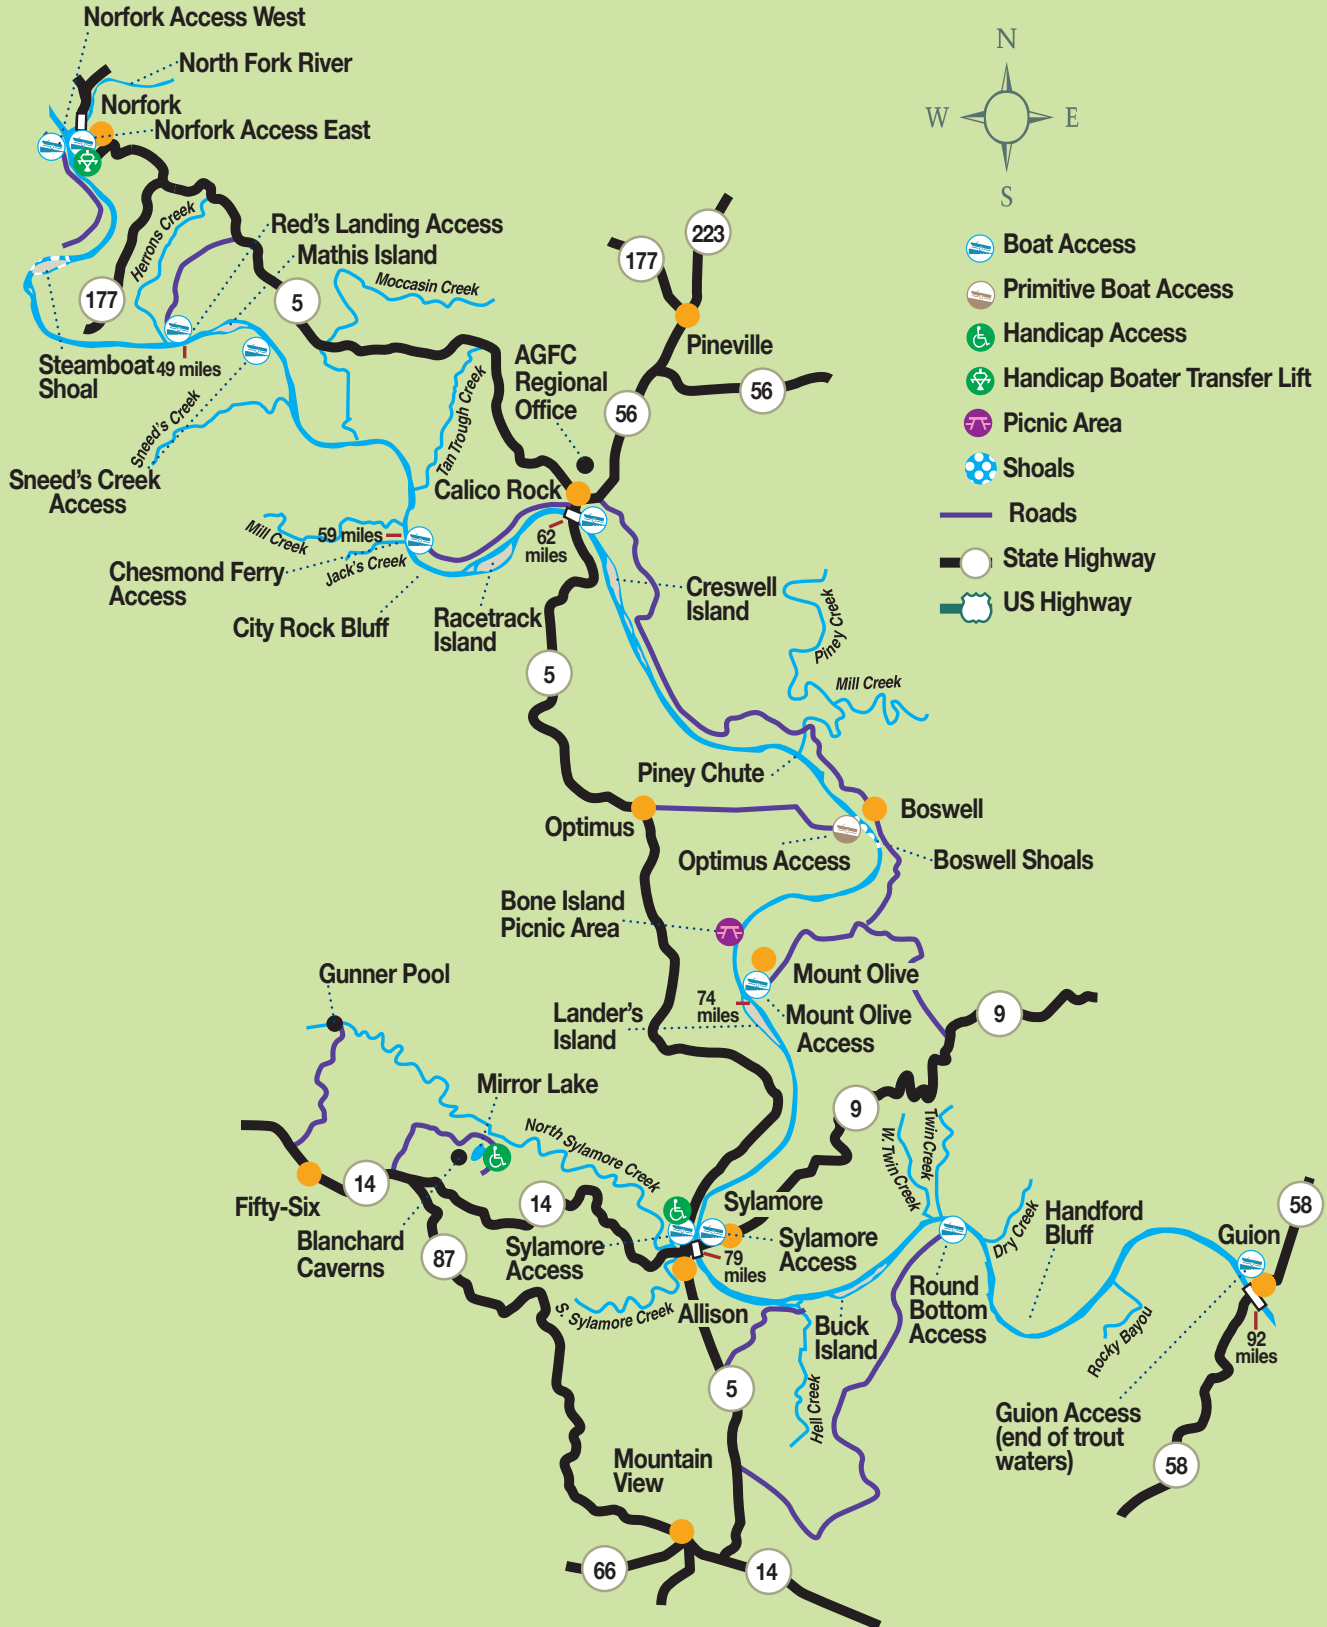 Norfork Access West
North Fork River
Norfork
Norfork Access East
N
W
E
S
Herrons Creek
Red's Landing Access
Mathis Island
Moccasin Creek
177
5
177
223
Pineville
56
56
Boat Access
Primitive Boat Access
Handicap Access
Handicap Boater Transfer Lift
Picnic Area
Shoals
Roads
State Highway
US Highway
Steamboat
Shoal
49 miles
AGFC
Regional
Office
Sneed's Creek
Tan Trough Creek
Sneed's Creek
Access
Calico Rock
Mill Creek
59 miles
Jack's Creek
62
miles
Chesmond Ferry
Access
City Rock Bluff
Racetrack
Island
Creswell
Island
Piney Creek
Mill Creek
5
Piney Chute
Optimus
Boswell
Optimus Access
Boswell Shoals
Bone Island
Picnic Area
Gunner Pool
Mount Olive
74
miles
Lander's
Island
Mount Olive
Access
9
9
Mirror Lake
North Sylamore Creek
W. Twin Creek
Twin Creek
Fifty-Six
14
14
Blanchard
Caverns
87
Sylamore
Sylamore
Access
Sylamore
Access
79
miles
Dry Creek
Handford
Bluff
Guion
58
S. Sylamore Creek
Allison
Buck
Island
Round
Bottom
Access
Rocky Bayou
92
miles
5
Hell Creek
Guion Access
(end of trout
waters)
58
Mountain
View
66
14